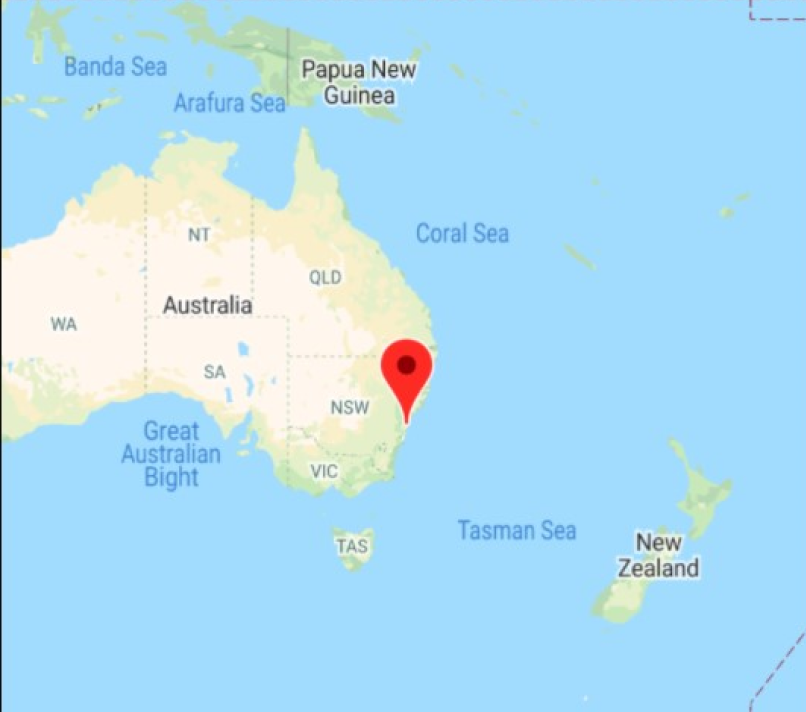 Banda Sea
Papua New
Guinea
Arafura Sea
NT
Coral Sea
QLD
Australia
WA
SA
NSW
Great
Australian
Bight
VIC
Tasman Sea
TAS
New
Zealand